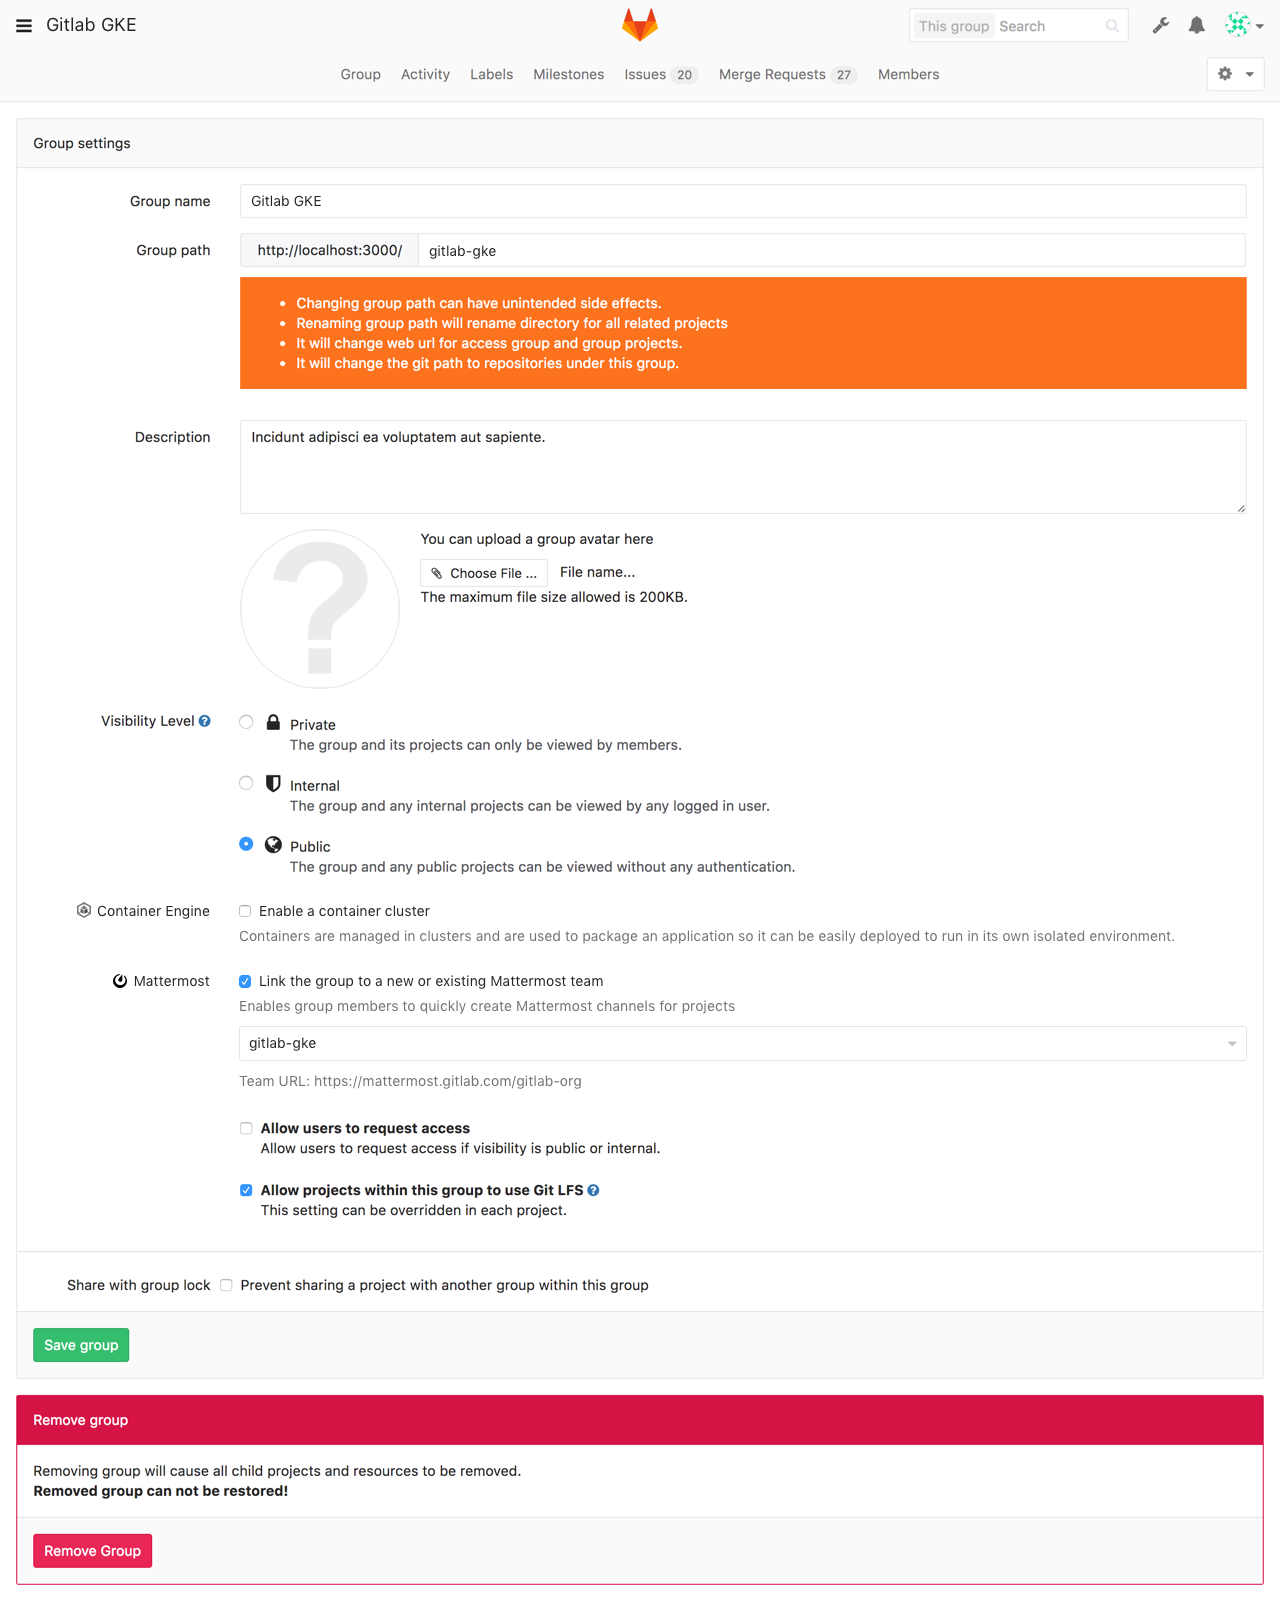 Gitlab GKE
This group Search
Group Activity Labels Milestones Issues 20 Merge Requests 27 Members
Group settings
Group name Gitlab GKE
Group path http://localhost:3000/ gitlab-gke
• Changing group path can have unintended side effects.
• Renaming group path will rename directory for all related projects
• It will change web url for access group and group projects.
• It will change the git path to repositories under this group.
Description Incidunt adipisci ea voluptatem aut sapiente.
You can upload a group avatar here
Choose File ... File name...
The maximum file size allowed is 200KB.
?
Visibility Level ? Private
The group and its projects can only be viewed by members.
Internal
The group and any internal projects can be viewed by any logged in user.
Public
The group and any public projects can be viewed without any authentication.
Container Engine Enable a container cluster
Containers are managed in clusters and are used to package an application so it can be easily deployed to run in its own isolated environment.
Mattermost Link the group to a new or existing Mattermost team
Enables group members to quickly create Mattermost channels for projects
gitlab-gke
Team URL: https://mattermost.gitlab.com/gitlab-org
Allow users to request access
Allow users to request access if visibility is public or internal.
Allow projects within this group to use Git LFS ?
This setting can be overridden in each project.
Share with group lock Prevent sharing a project with another group within this group
Save group
Remove group
Removing group will cause all child projects and resources to be removed.
Removed group can not be restored!
Remove Group